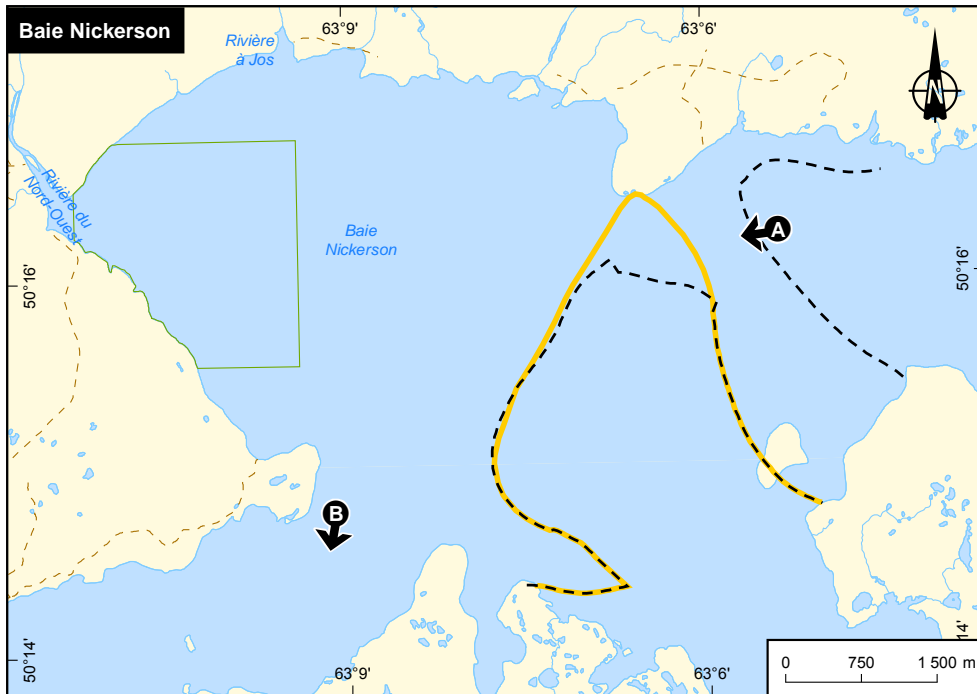 Baie Nickerson
63°9'
63°6'
Rivière
à Jos
N
Rivière du
Nord-Ouest
Baie
Nickerson
A
50°16'
50°16'
B
50°14'
50°14'
63°9'
63°6'
0 750 1 500 m